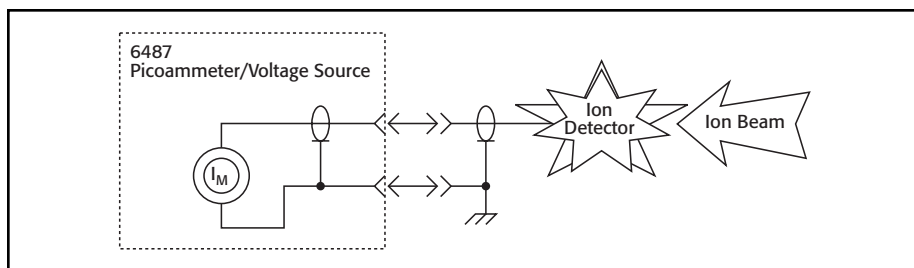 6487
Picoammeter/Voltage Source
Ion
Detector
Ion Beam
IM